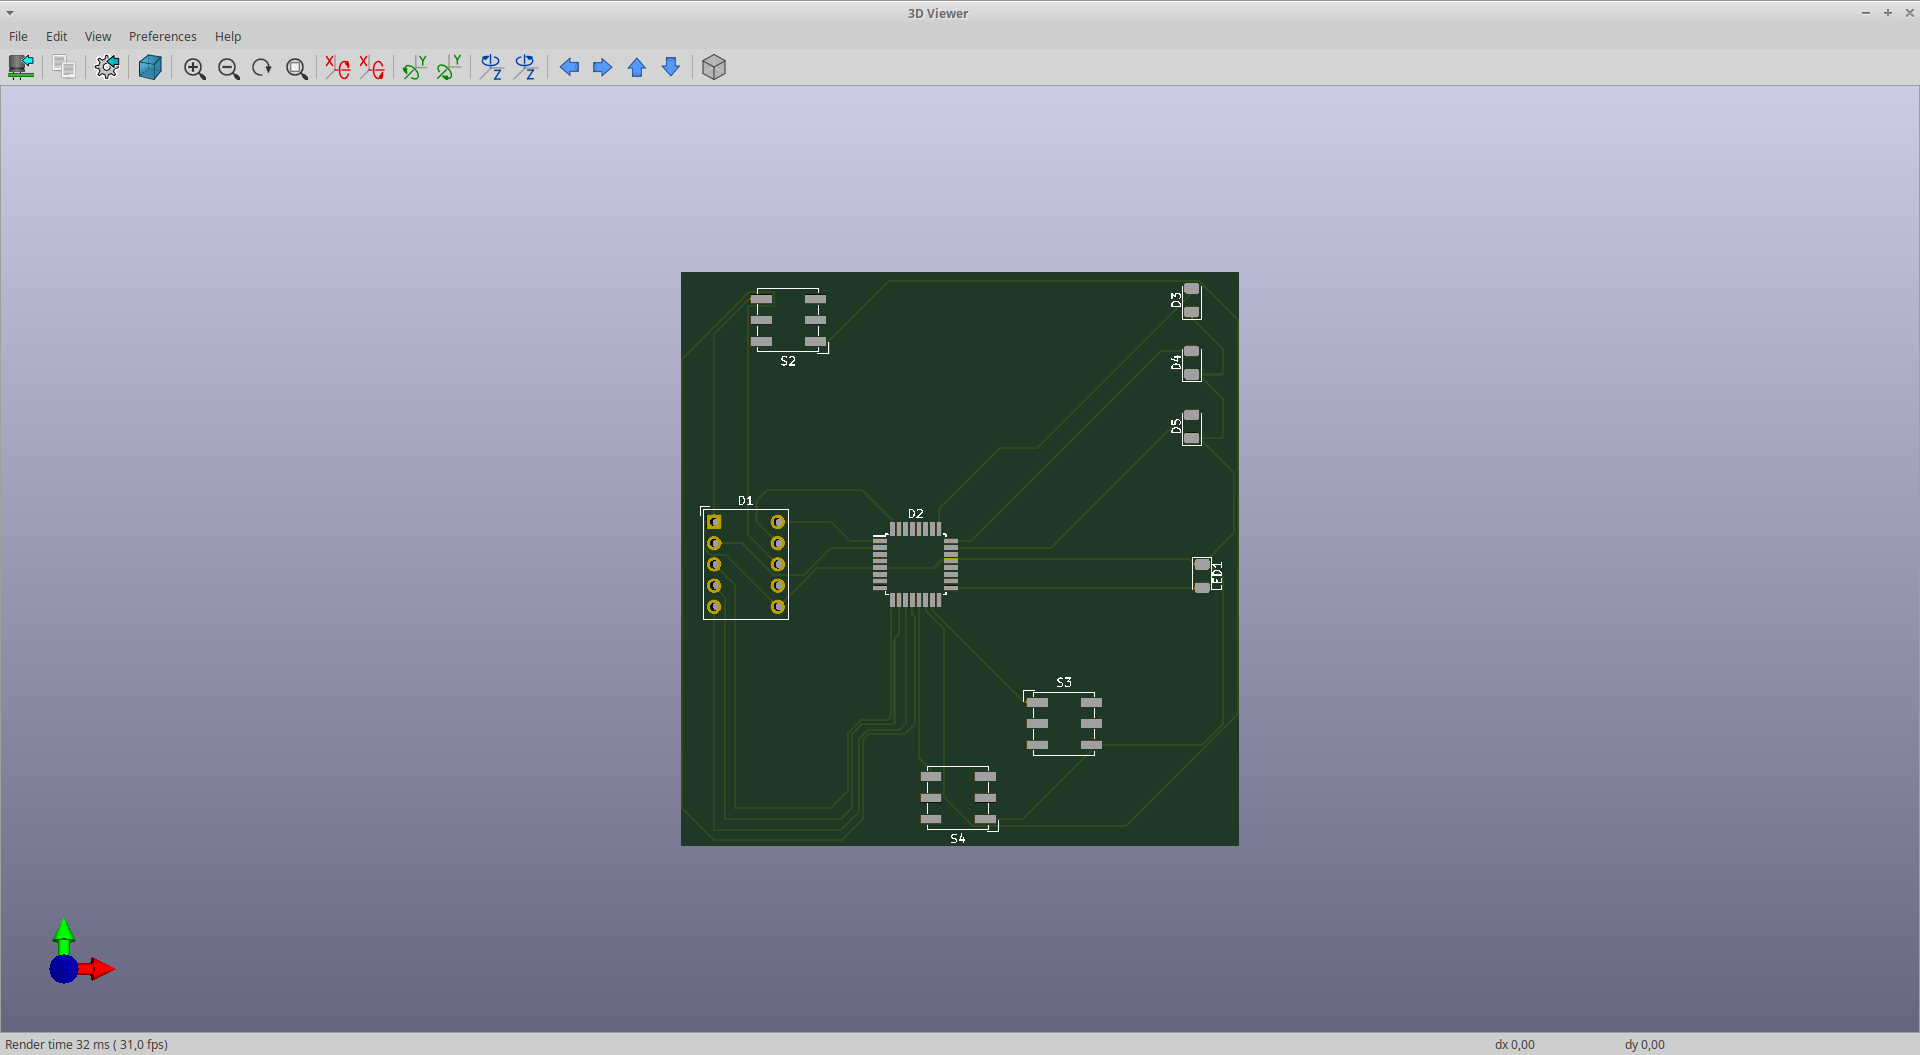 3D Viewer
File Edit View Preferences Help
X X Y Y Z Z
D3
S2
D4
D5
D1
D2
LED1
S3
S4
Render time 32 ms ( 31,0 fps) dx 0,00 dy 0,00